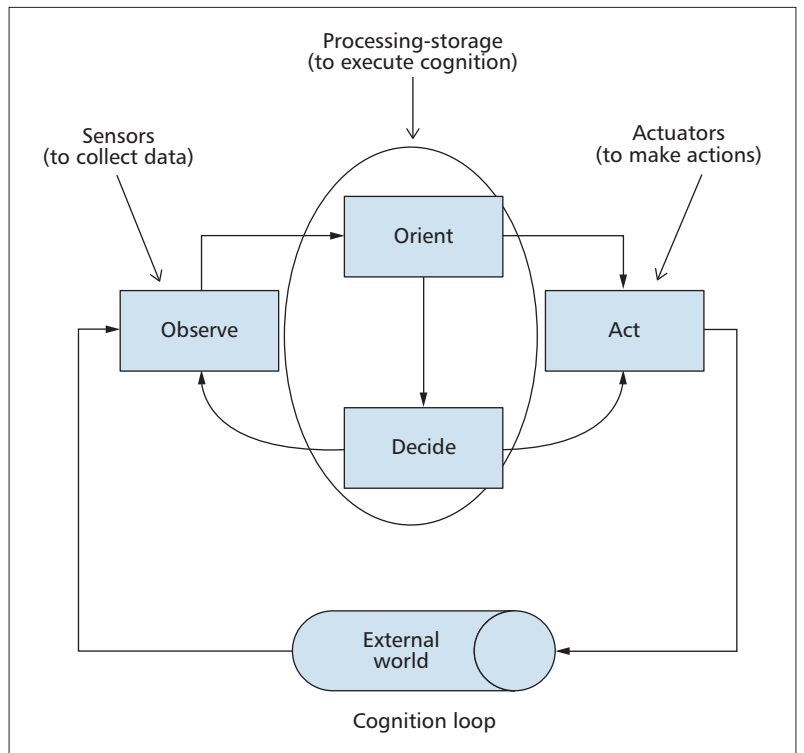 Processing-storage
(to execute cognition)
Sensors
(to collect data)
Actuators
(to make actions)
Orient
Observe
Act
Decide
External
world
Cognition loop